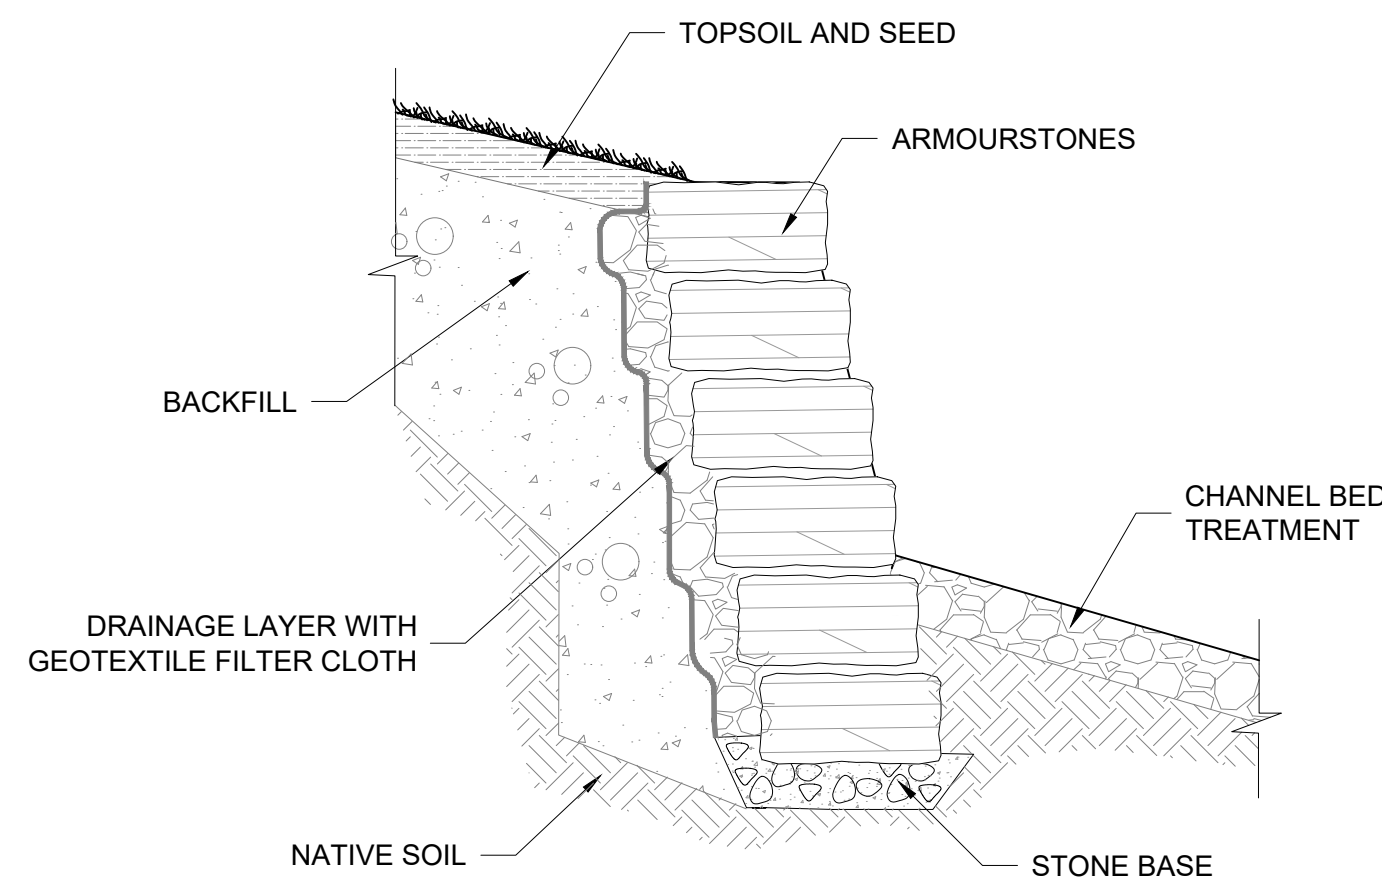 TOPSOIL AND SEED
ARMOURSTONES
BACKFILL
CHANNEL BED
TREATMENT
DRAINAGE LAYER WITH
GEOTEXTILE FILTER CLOTH
NATIVE SOIL
STONE BASE